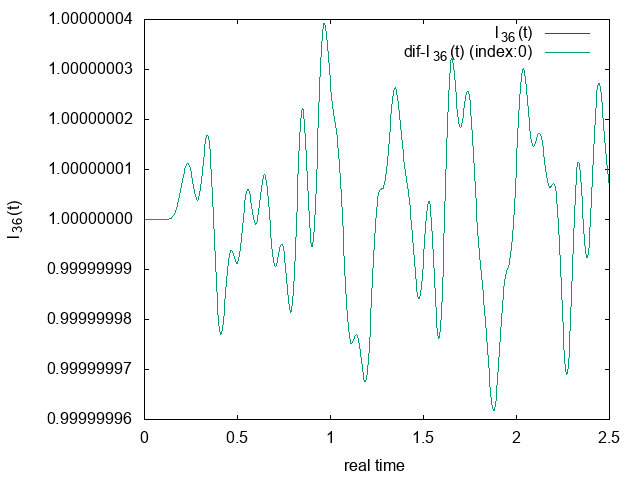 1.00000004
1.00000003
1.00000002
1.00000001
1.00000000
0.99999999
0.99999998
0.99999997
0.99999996
I36(t)
dif-I36(t) (index:0)
I36(t)
0 0.5 1 1.5 2 2.5
real time